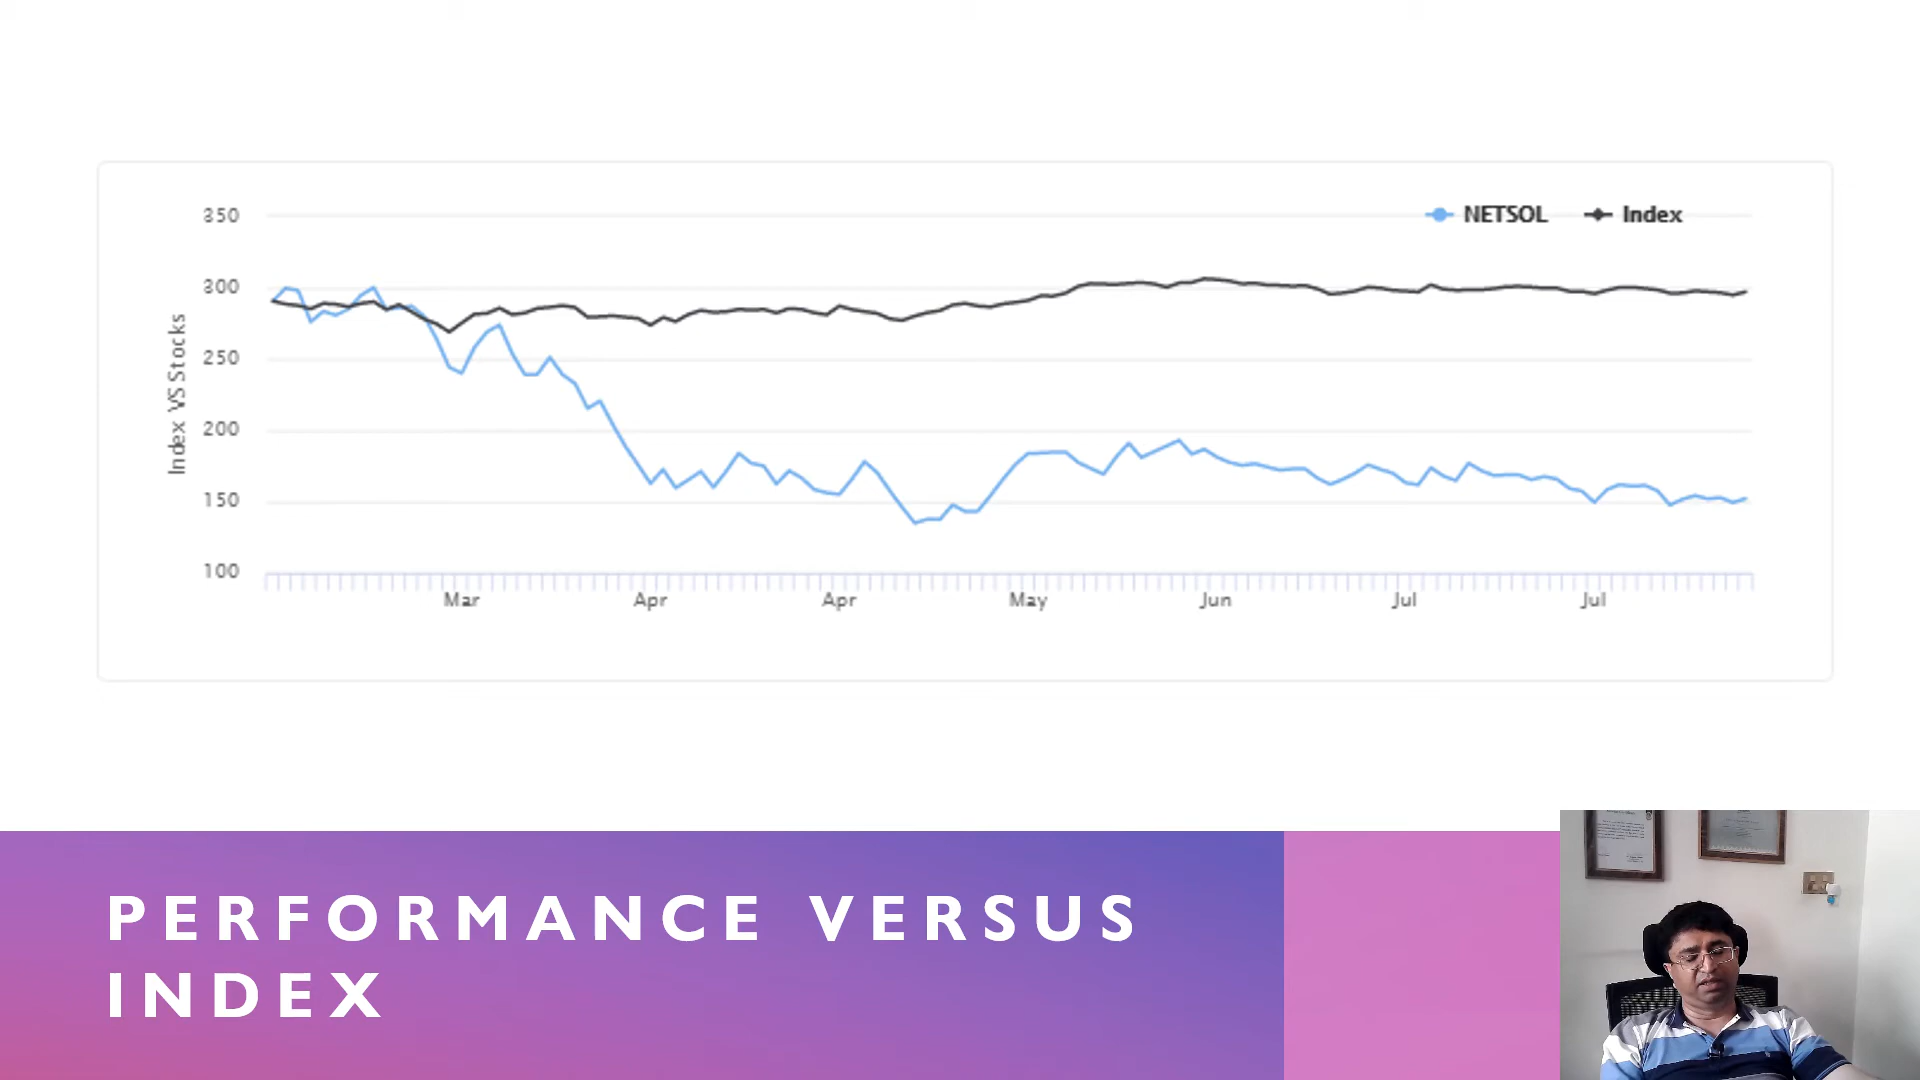 350
NETSOL
Index
300
250
200
150
100
Index VS Stocks
Mar
Apr
Apr
May
Jun
Jul
Jul
PERFORMANCE VERSUS
INDEX